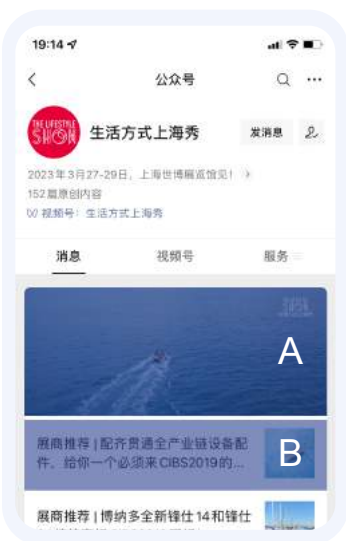 19:14
公众号
THE LIFESTYLE
SHOW
生活方式上海秀
发消息
2023年3月27-29日，上海世博展览馆见！
152篇原创内容
视频号：生活方式上海秀
消息
视频号
服务
A
展商推荐 | 配齐贯通全产业链设备配
件，给你一个必须来CIBS2019的...
B
展商推荐 | 博纳多全新锋仕14和锋仕